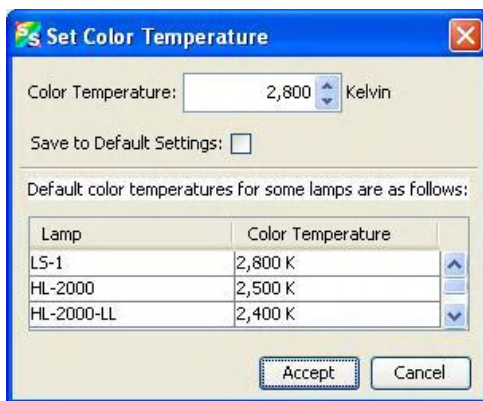 SS Set Color Temperature
Color Temperature: 2,800 Kelvin
Save to Default Settings:
Default color temperatures for some lamps are as follows:
Lamp Color Temperature
LS-1 2,800 K
HL-2000 2,500 K
HL-2000-LL 2,400 K
Accept Cancel